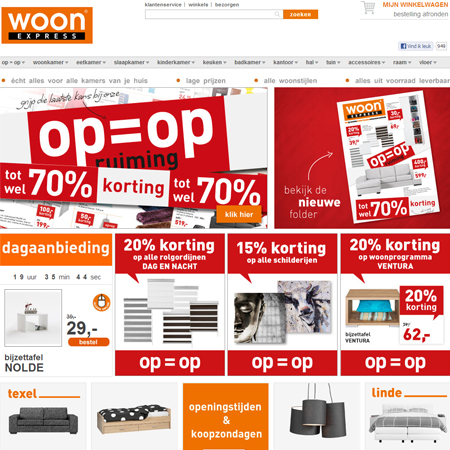 woon
EXPRESS
klantenservice | winkels | bezorgen
zoeken
MIJN WINKELWAGEN
bestelling afronden
Vind ik leuk
op = op
woonkamer
eetkamer
slaapkamer
kinderkamer
keuken
badkamer
kantoor
hal
tuin
accessoires
raam
vloer
écht alles voor alle kamers van je huis
lage prijzen
alle woonstijlen
alles uit voorraad leverbaar
grijp die laatste kans bij onze
op=op
ruiming
tot wel 70% korting
tot wel 70%
klik hier
woon
EXPRESS
op=op
tot wel 70% korting
bekijk de
nieuwe
folder
dagaanbieding
19 uur 35 min 44 sec
39,-
29,-
bestel
bijzettafel
NOLDE
20% korting
op alle rolgordijnen
DAG EN NACHT
op=op
15% korting
op alle schilderijen
op=op
20% korting
op woonprogramma
VENTURA
20%
korting
bijzettafel
VENTURA
62,-
op=op
texel
openingstijden
&
koopzondagen
linde